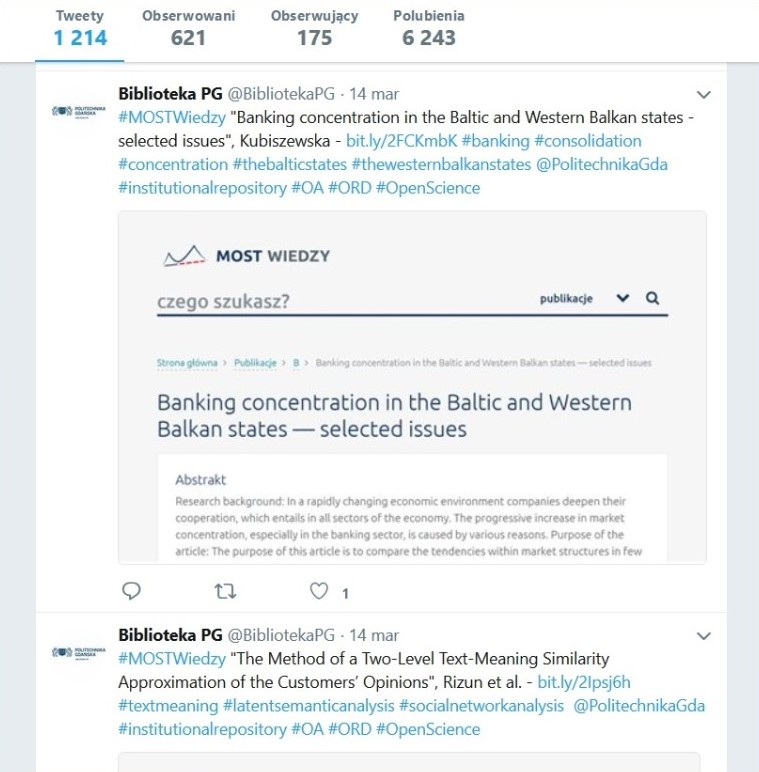 Tweety Obserwowani Obserwujący Polubienia
1 214 621 175 6 243
Biblioteka PG @BibliotekaPG · 14 mar
#MOSTWiedzy "Banking concentration in the Baltic and Western Balkan states -
selected issues", Kubiszewska - bit.ly/2FCKmbK #banking #consolidation
#concentration #thebalticstates #thewesternbalkanstates @PolitechnikaGda
#institutionalrepository #OA #ORD #OpenScience
POLITECHNIKA
GDAŃSKA
MOST WIEDZY
czego szukasz? publikacje
Strona główna > Publikacje > B > Banking concentration in the Baltic and Western Balkan states — selected issues
Banking concentration in the Baltic and Western
Balkan states — selected issues
Abstrakt
Research background: In a rapidly changing economic environment companies deepen their
cooperation, which entails in all sectors of the economy. The progressive increase in market
concentration, especially in the banking sector, is caused by various reasons. Purpose of the
article: The purpose of this article is to compare the tendencies within market structures in few
1
Biblioteka PG @BibliotekaPG · 14 mar
#MOSTWiedzy "The Method of a Two-Level Text-Meaning Similarity
Approximation of the Customers' Opinions", Rizun et al. - bit.ly/2Ipsj6h
#textmeaning #latentsemanticanalysis #socialnetworkanalysis @PolitechnikaGda
#institutionalrepository #OA #ORD #OpenScience
POLITECHNIKA
GDAŃSKA